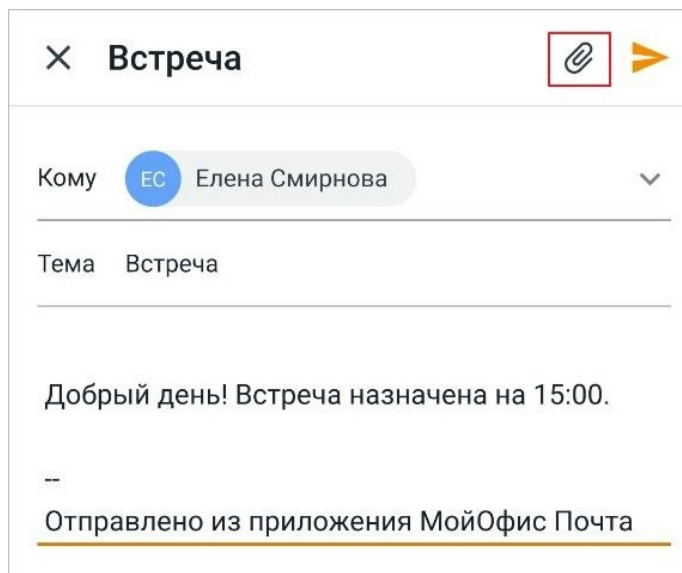 Встреча
Кому ЕС Елена Смирнова
Тема Встреча
Добрый день! Встреча назначена на 15:00.
--
Отправлено из приложения МойОфис Почта